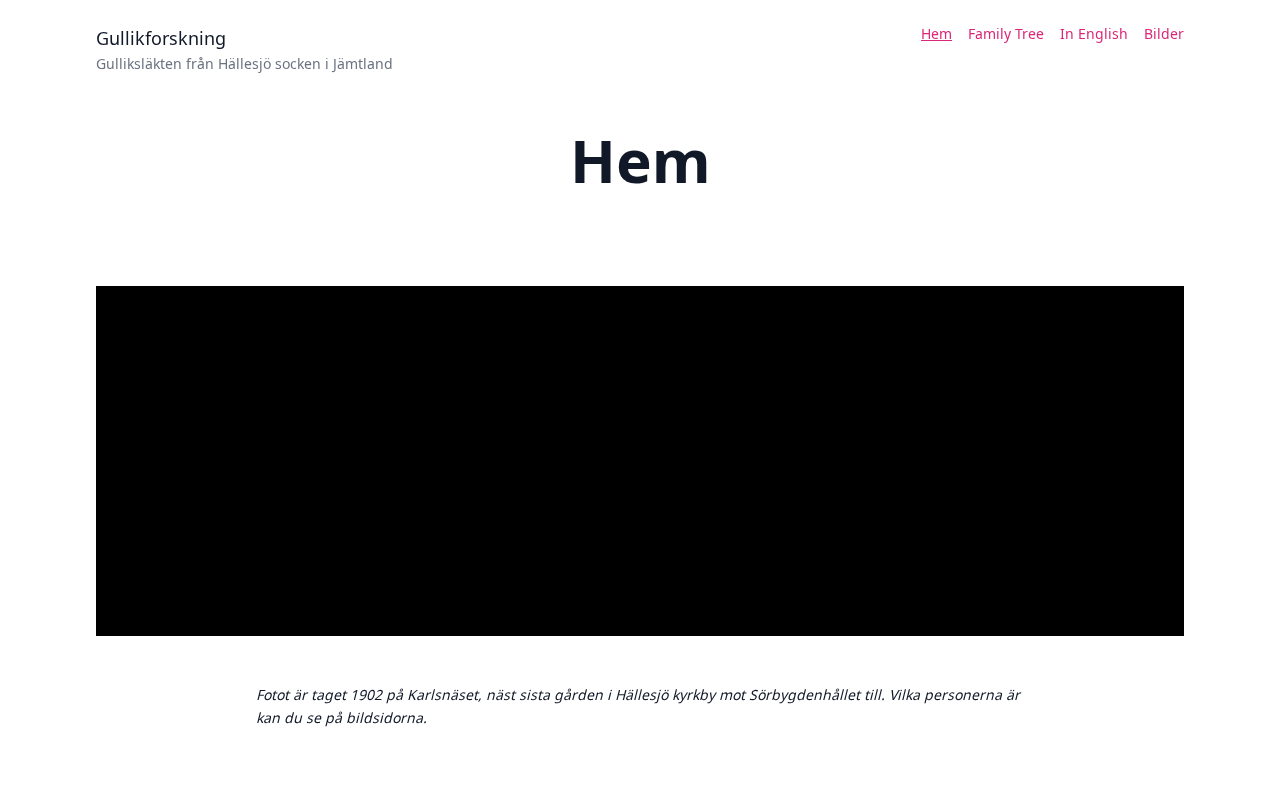 Gullikforskning
Gulliksläkten från Hällesjö socken i Jämtland
Hem
Family Tree
In English
Bilder
Hem
Fotot är taget 1902 på Karlsnäset, näst sista gården i Hällesjö kyrkby mot Sörbygdenhållet till. Vilka personerna är
kan du se på bildsidorna.